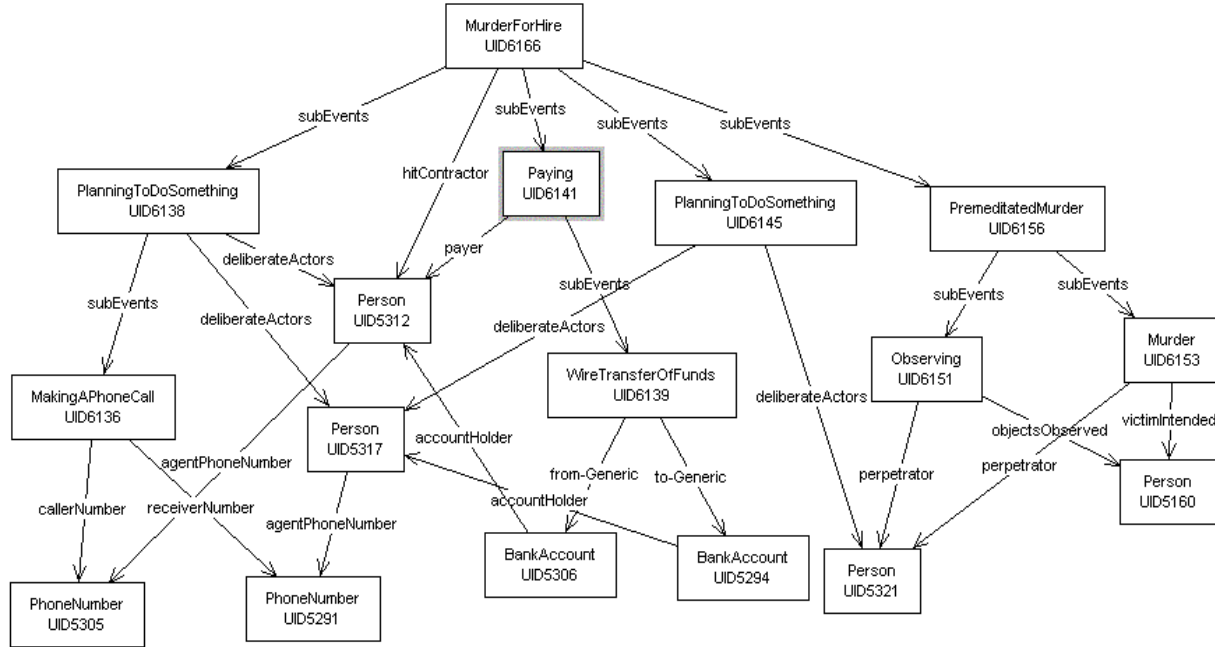 MurderForHire
UID6166
subEvents
subEvents
subEvents
subEvents
hitContractor
PlanningToDoSomething
UID6138
Paying
UID6141
PlanningToDoSomething
UID6145
PremeditatedMurder
UID6156
deliberateActors
payer
subEvents
subEvents
subEvents
subEvents
Person
UID5312
deliberateActors
deliberateActors
Observing
UID6151
Murder
UID6153
MakingAPhoneCall
UID6136
WireTransferOfFunds
UID6139
deliberateActors
Person
UID5317
accountHolder
objectsObserved
victimIntended
agentPhoneNumber
from-Generic
to-Generic
perpetrator
perpetrator
Person
UID5160
callerNumber
receiverNumber
agentPhoneNumber
accountHolder
BankAccount
UID5306
BankAccount
UID5294
Person
UID5321
PhoneNumber
UID5305
PhoneNumber
UID5291